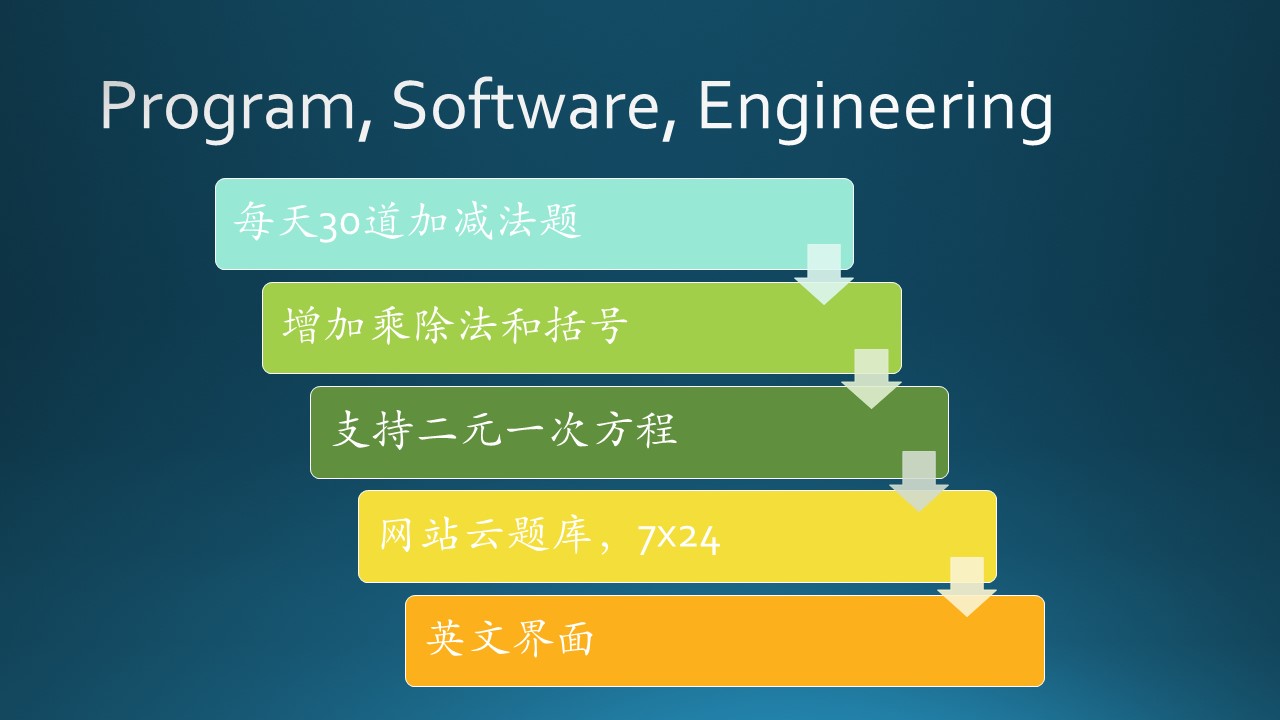 Program, Software, Engineering
每天30道加减法题
增加乘除法和括号
支持二元一次方程
网站云题库，7x24
英文界面